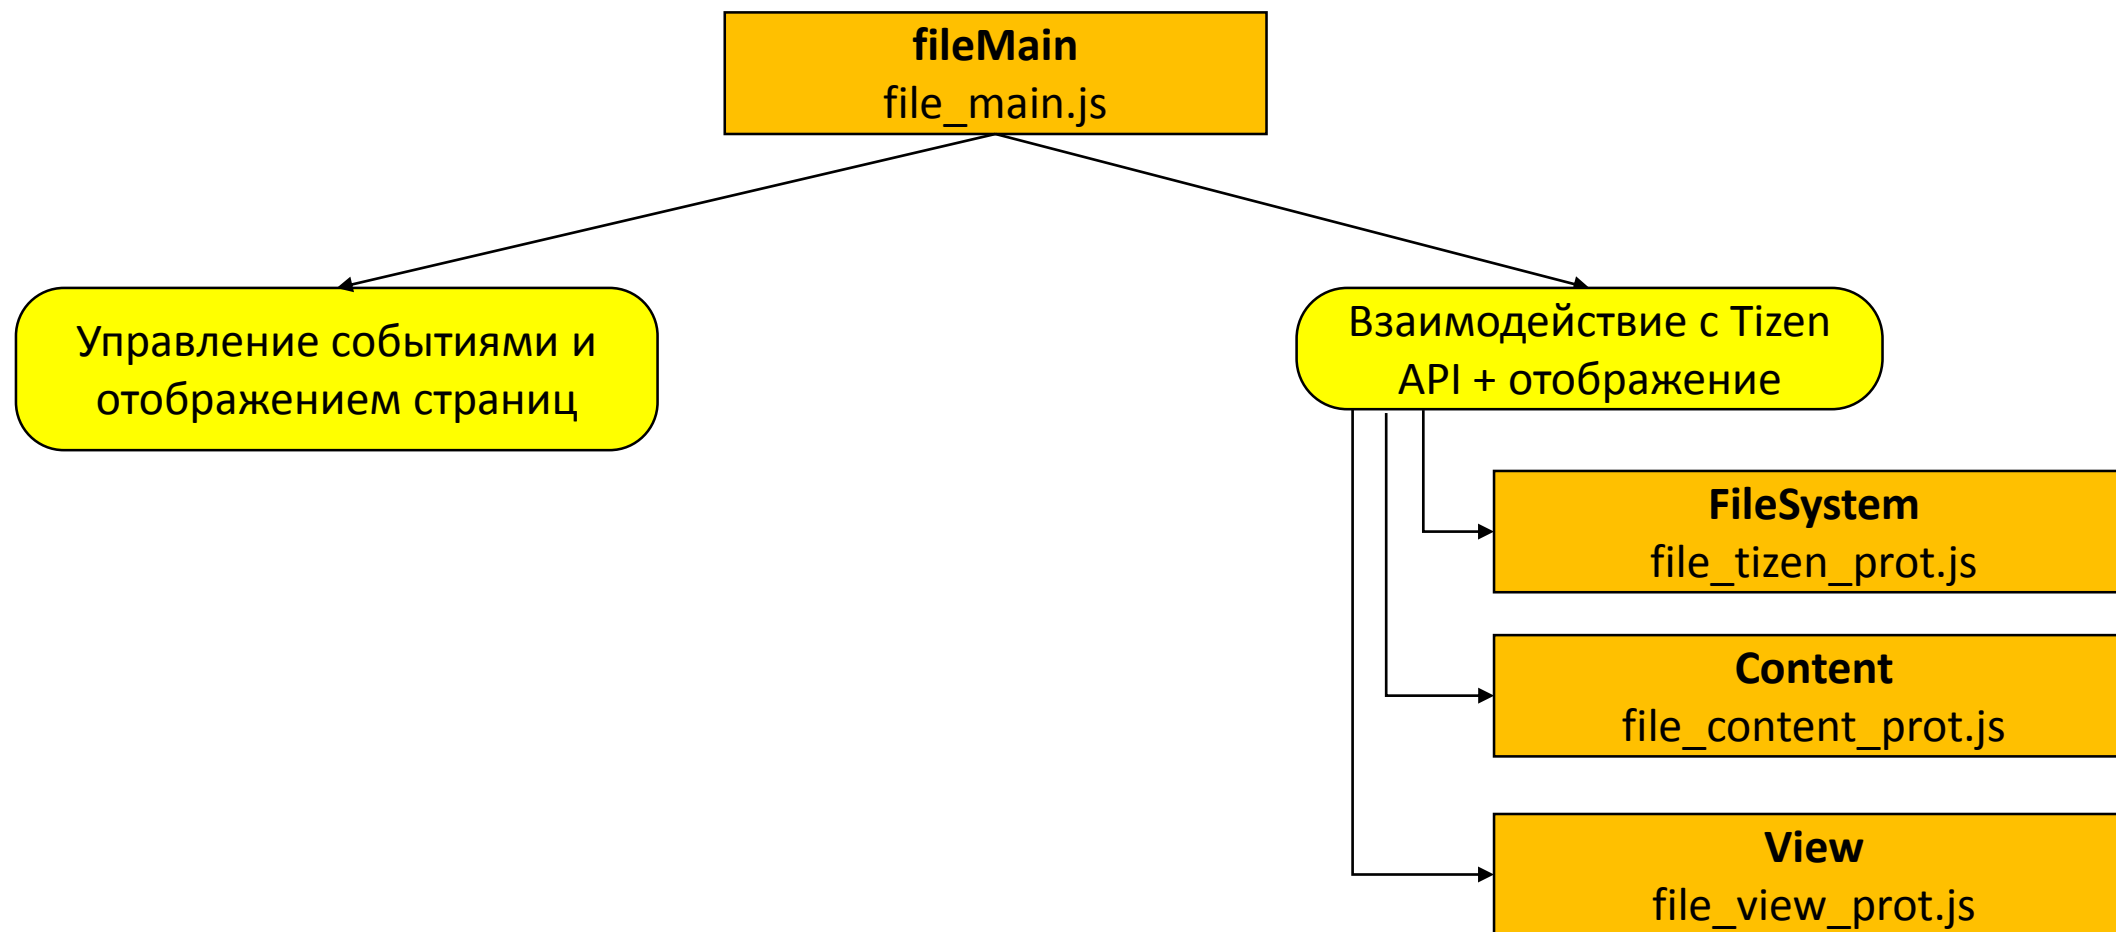 fileMain
file_main.js
Управление событиями и
отображением страниц
Взаимодействие с Tizen
API + отображение
FileSystem
file_tizen_prot.js
Content
file_content_prot.js
View
file_view_prot.js